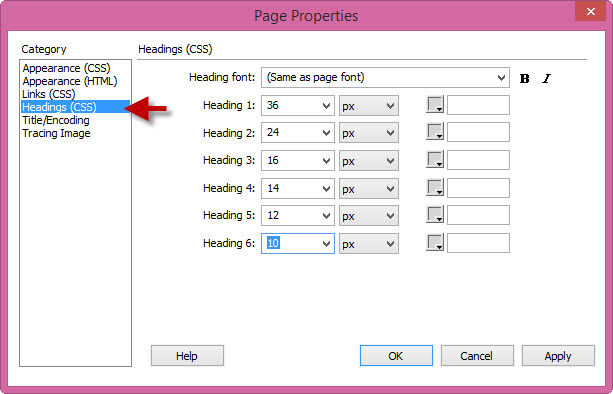 Page Properties
Category
Headings (CSS)
Appearance (CSS)
Appearance (HTML)
Links (CSS)
Headings (CSS)
Title/Encoding
Tracing Image
Heading font: (Same as page font) B I
Heading 1: 36 px
Heading 2: 24 px
Heading 3: 16 px
Heading 4: 14 px
Heading 5: 12 px
Heading 6: 10 px
Help OK Cancel Apply